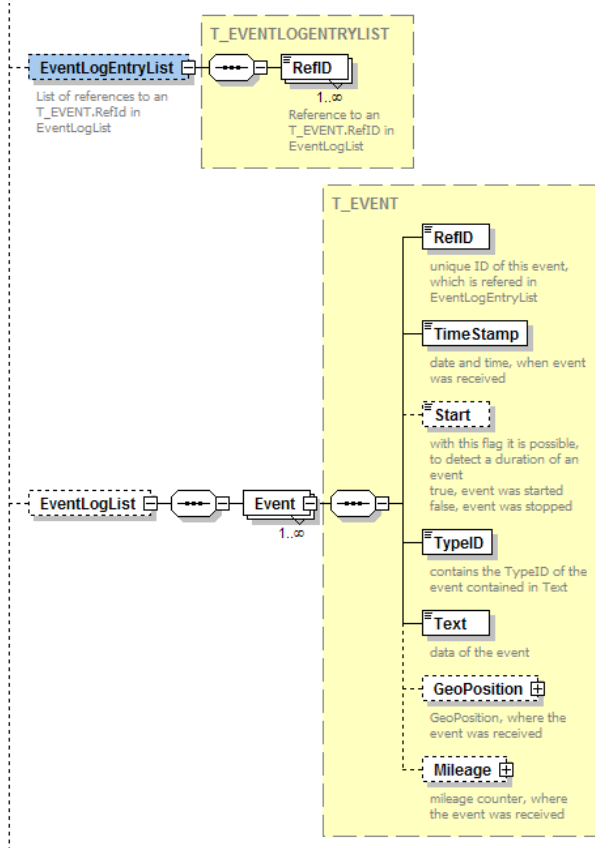 T_EVENTLOGENTRYLIST
EventLogEntryList
RefID
1..∞
List of references to an
T_EVENT.RefId in
EventLogList
Reference to an
T_EVENT.RefID in
EventLogList
T_EVENT
RefID
unique ID of this event,
which is refered in
EventLogEntryList
TimeStamp
date and time, when event
was received
Start
with this flag it is possible,
to detect a duration of an
event
true, event was started
false, event was stopped
EventLogList
Event
1..∞
TypeID
contains the TypeID of the
event contained in Text
Text
data of the event
GeoPosition
GeoPosition, where the
event was received
Mileage
mileage counter, where
the event was received